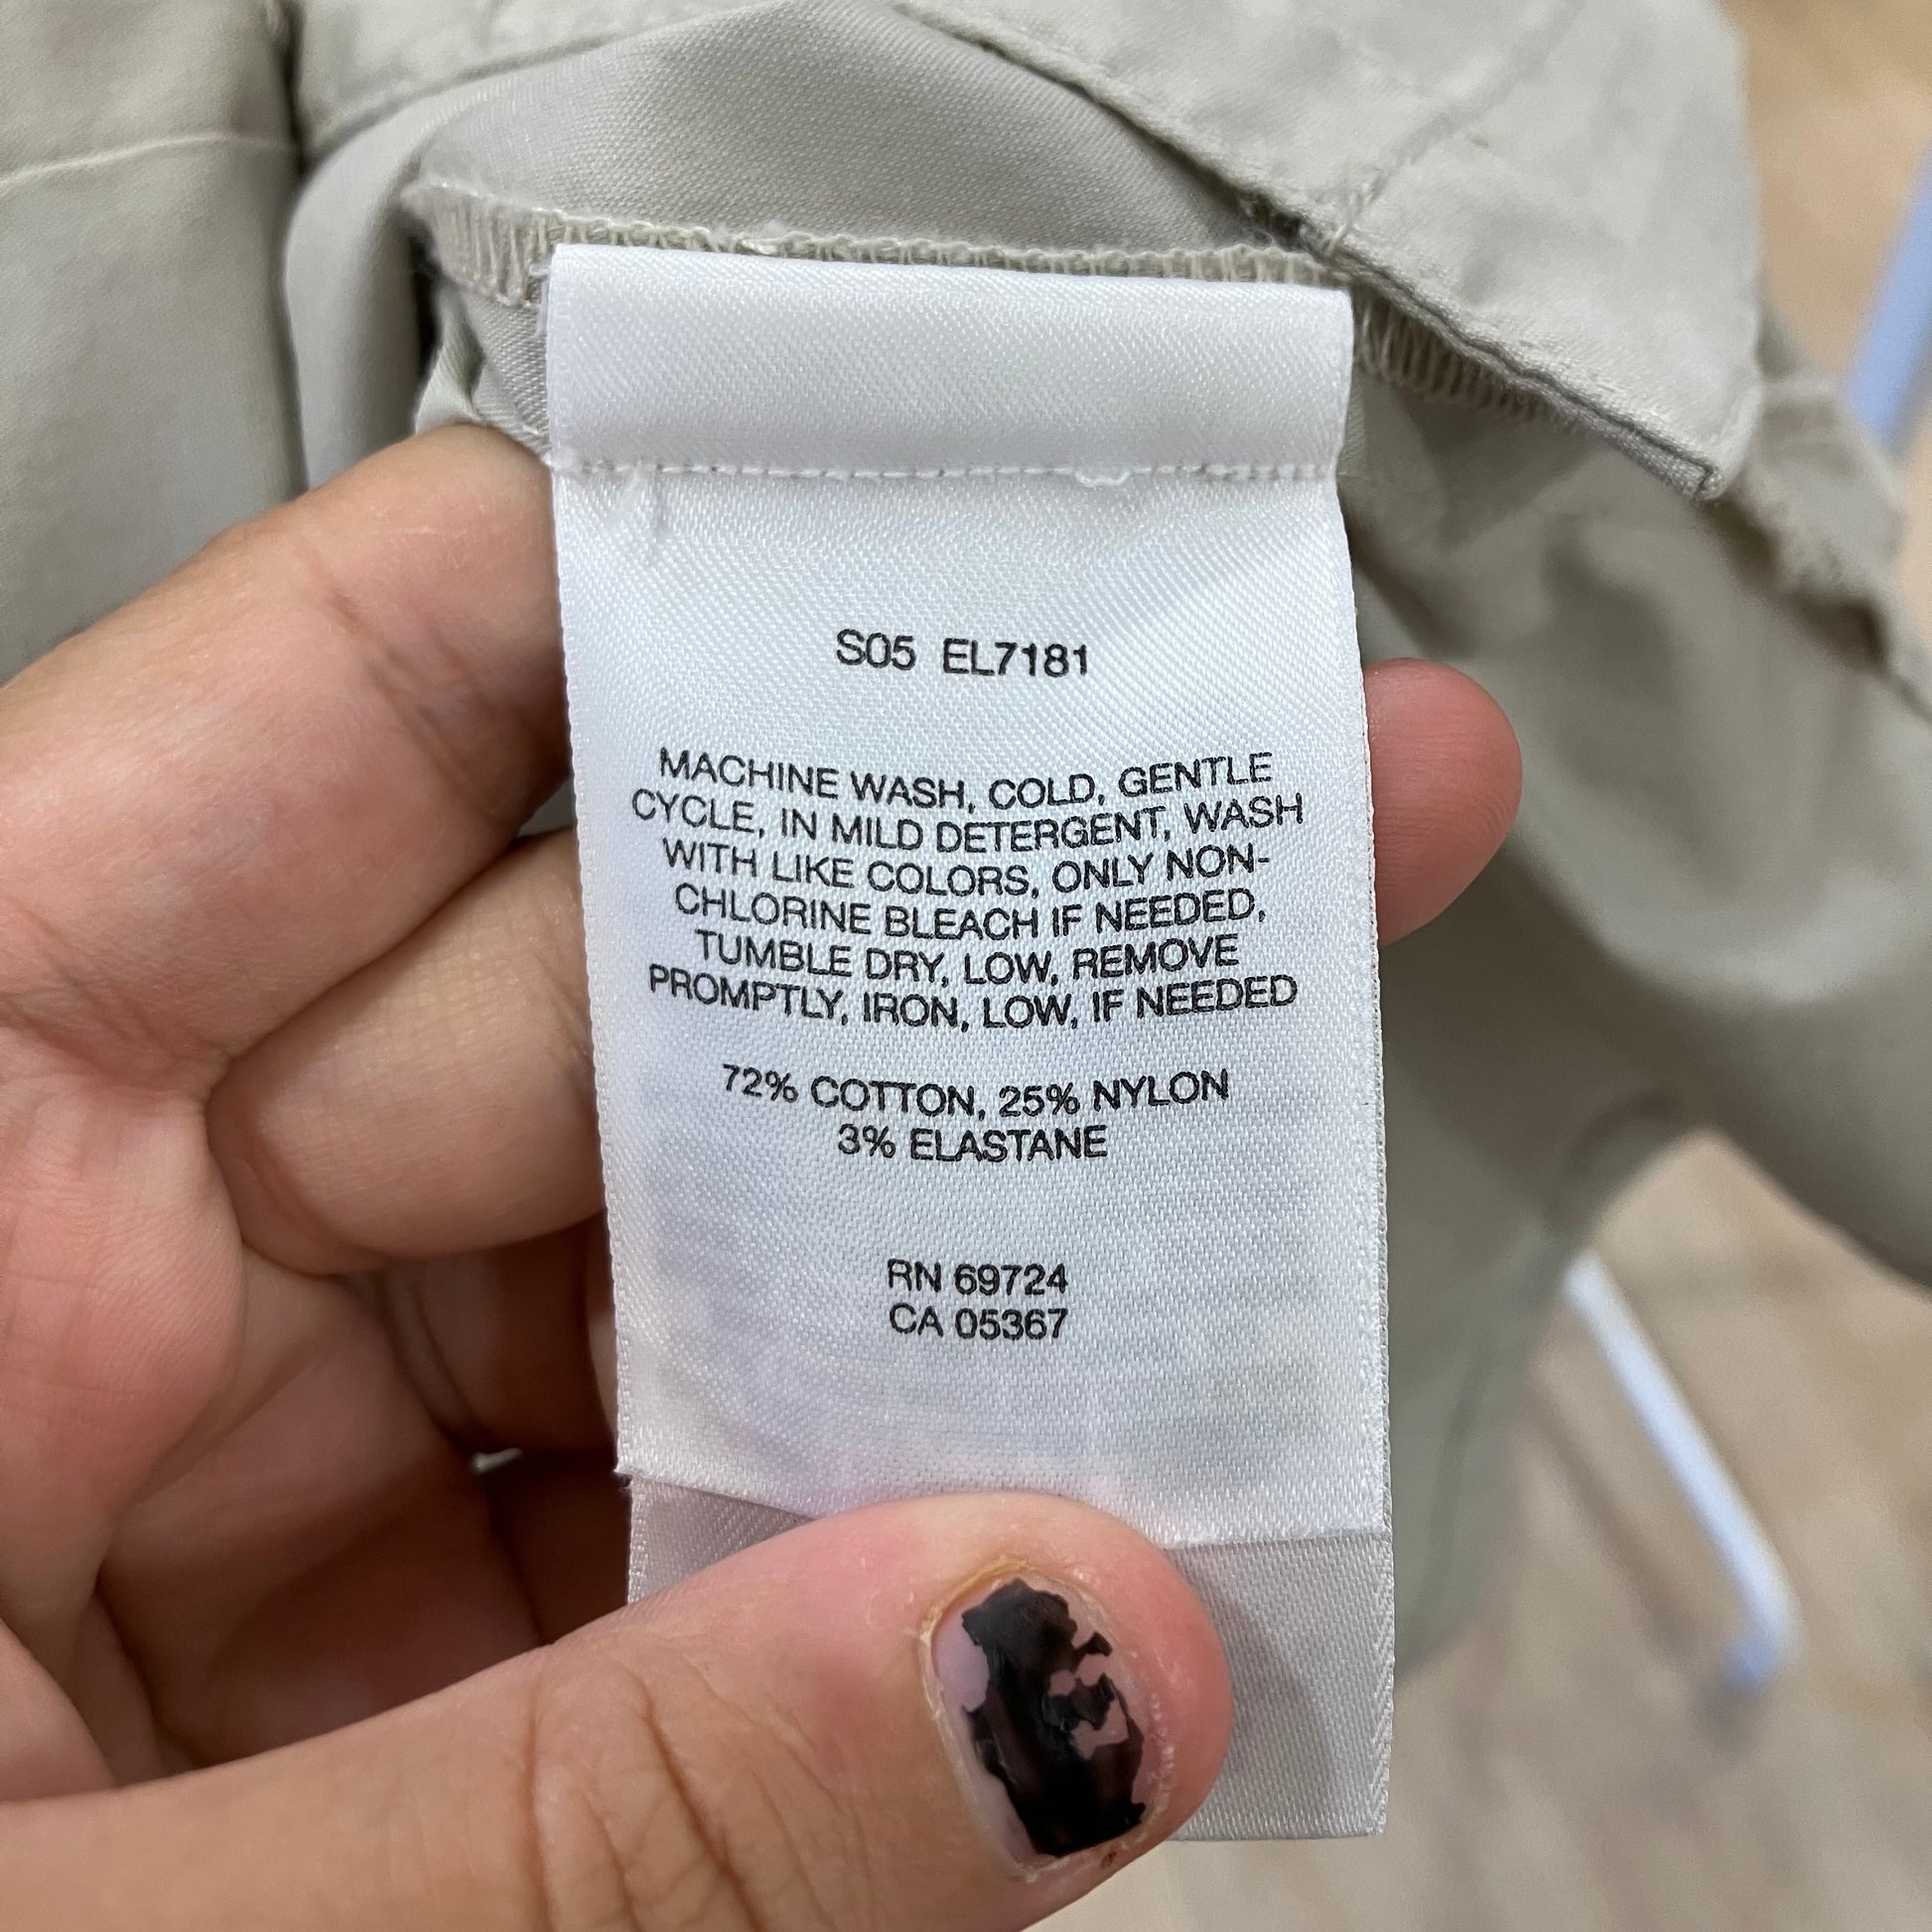 S05 EL7181
MACHINE WASH, COLD, GENTLE
CYCLE, IN MILD DETERGENT, WASH
WITH LIKE COLORS, ONLY NON-
CHLORINE BLEACH IF NEEDED,
TUMBLE DRY, LOW, REMOVE
PROMPTLY, IRON, LOW, IF NEEDED
72% COTTON, 25% NYLON
3% ELASTANE
RN 69724
CA 05367